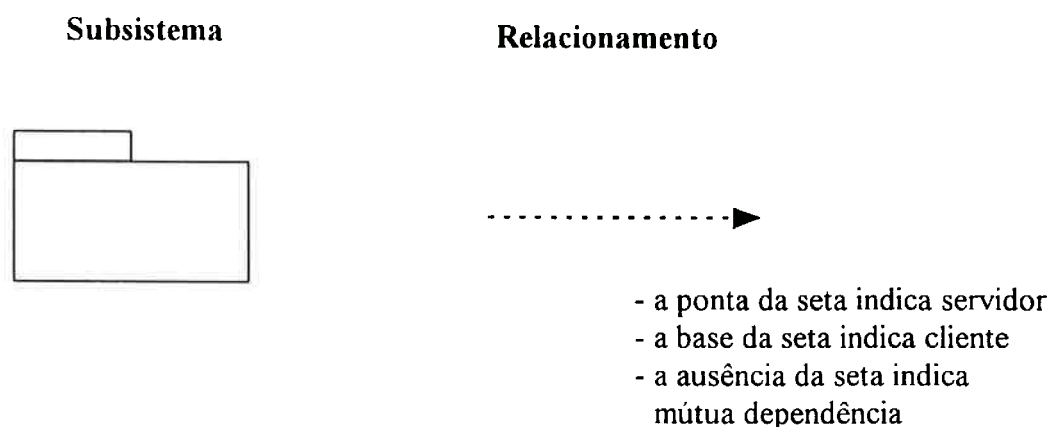 Subsistema
Relacionamento
- a ponta da seta indica servidor
- a base da seta indica cliente
- a ausência da seta indica
mútua dependência